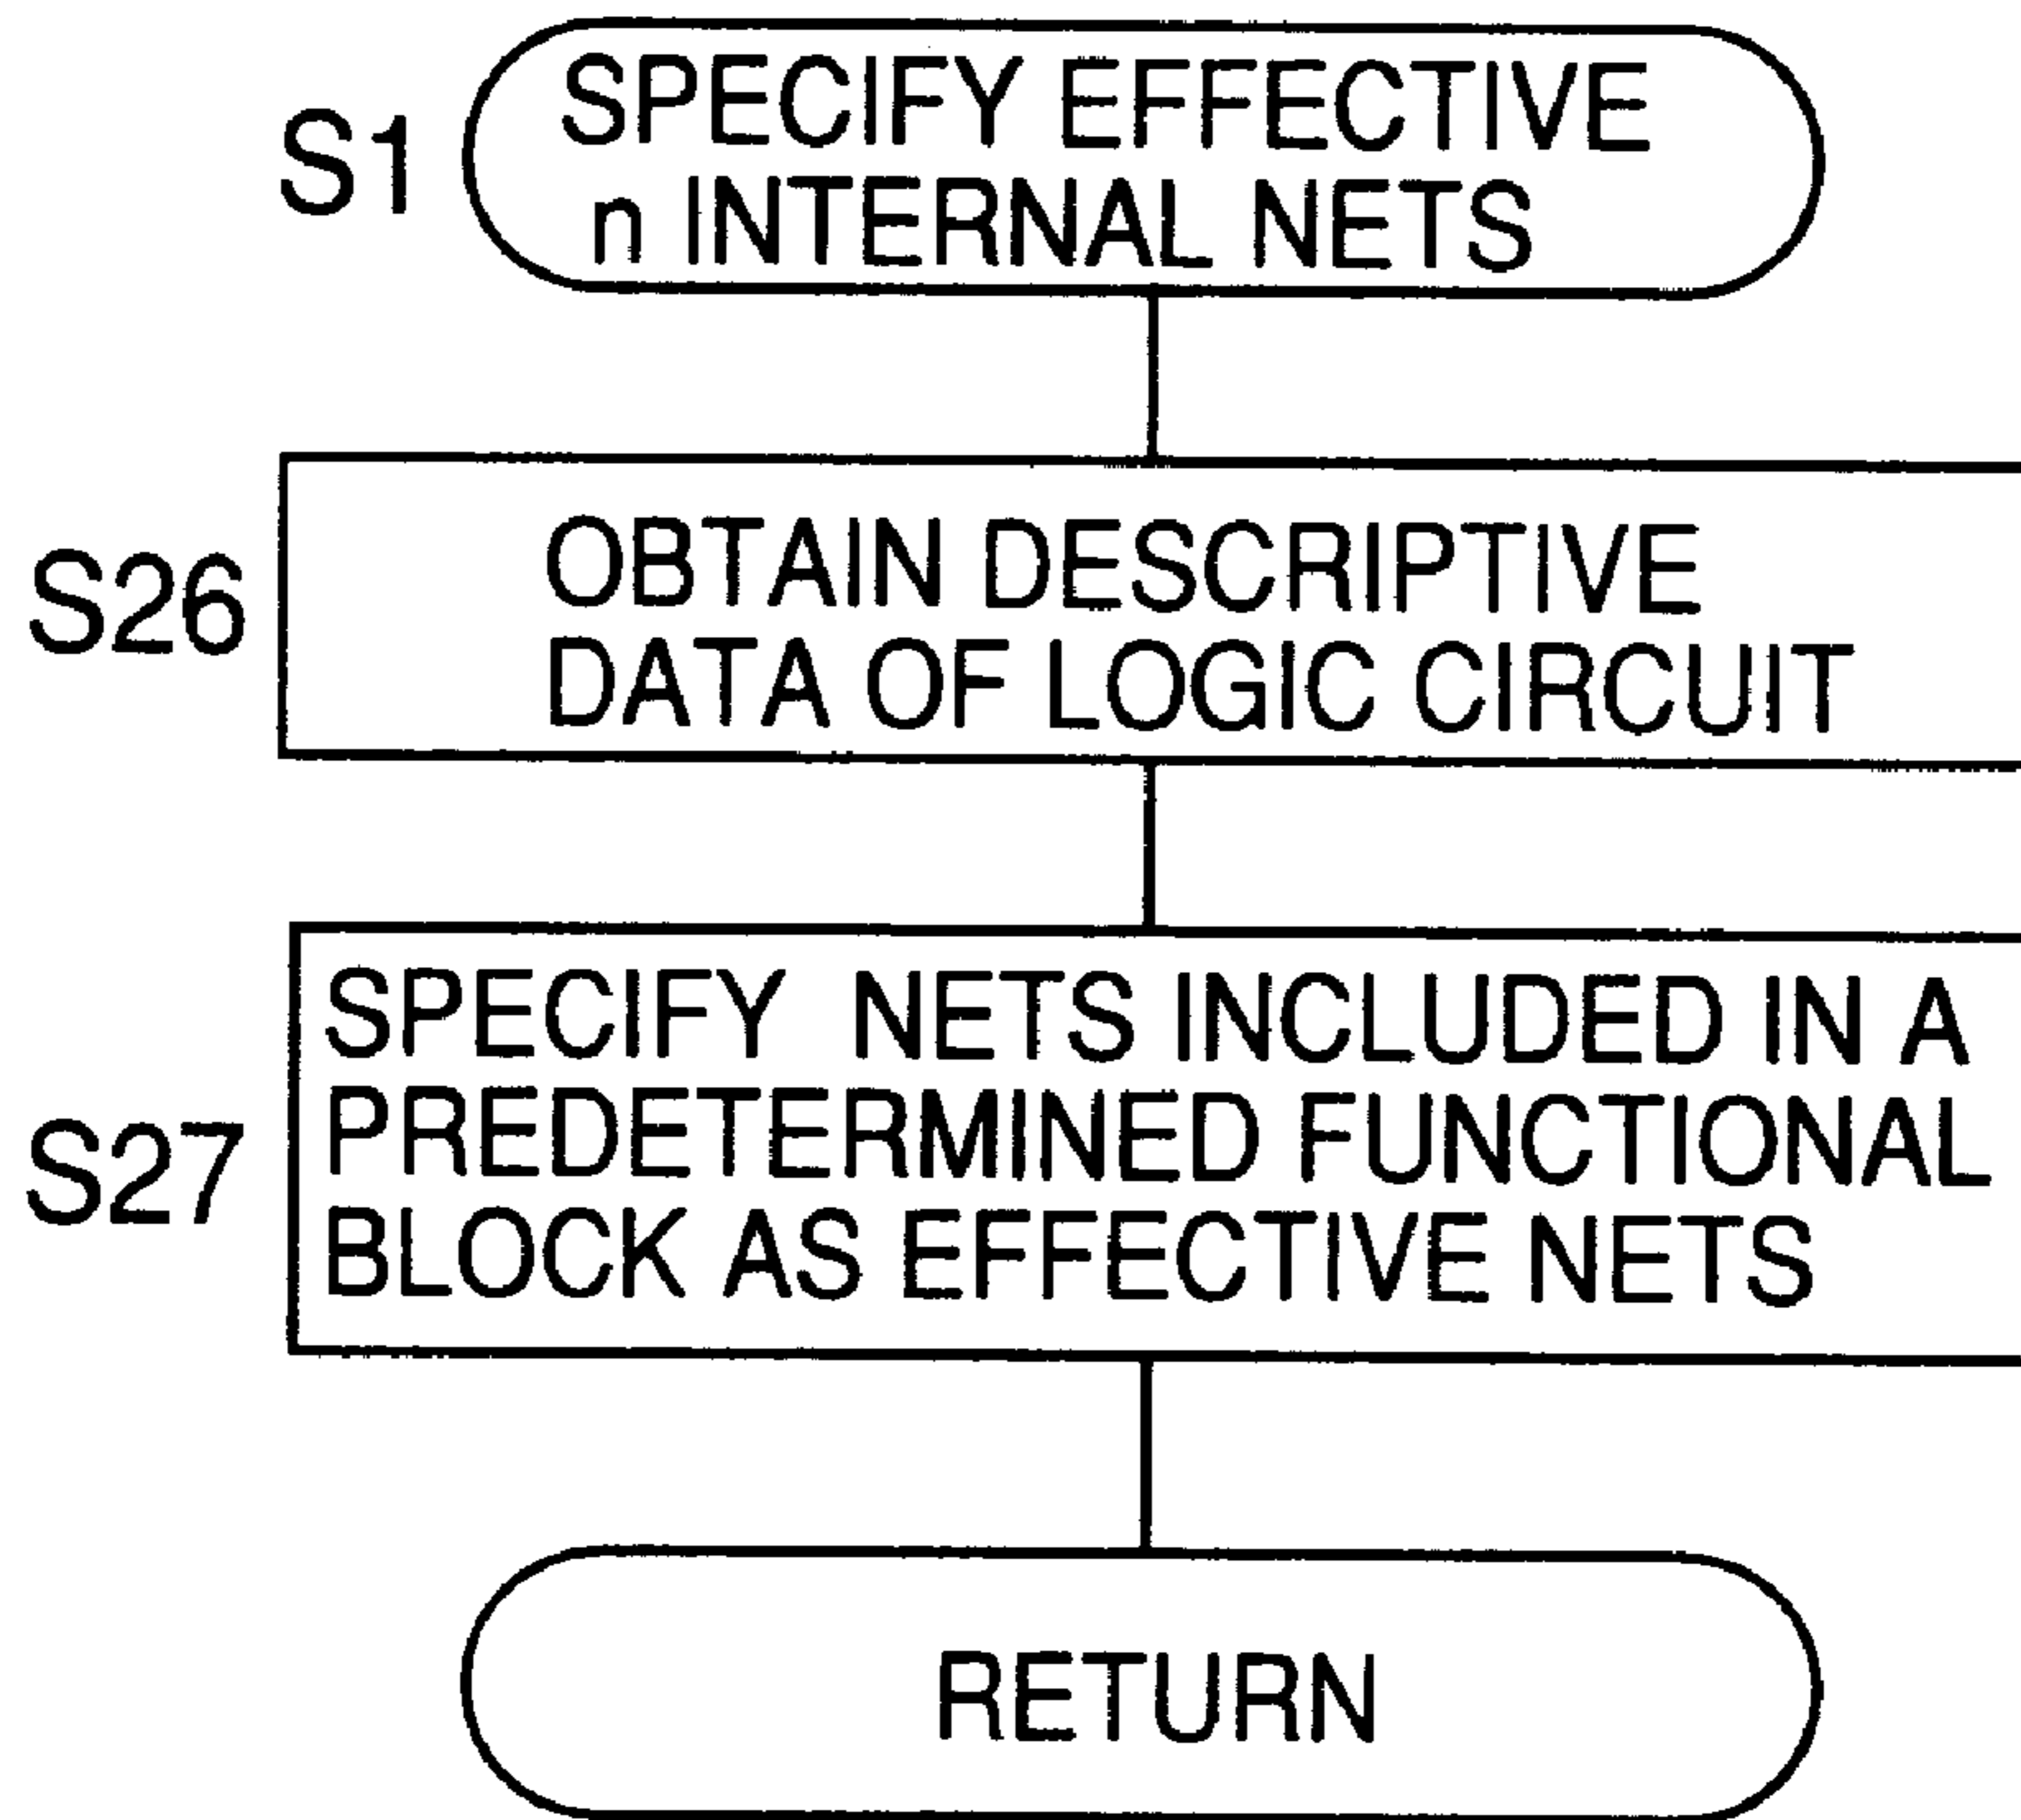 S1
SPECIFY EFFECTIVE
n INTERNAL NETS
S26
OBTAIN DESCRIPTIVE
DATA OF LOGIC CIRCUIT
S27
SPECIFY NETS INCLUDED IN A
PREDETERMINED FUNCTIONAL
BLOCK AS EFFECTIVE NETS
RETURN